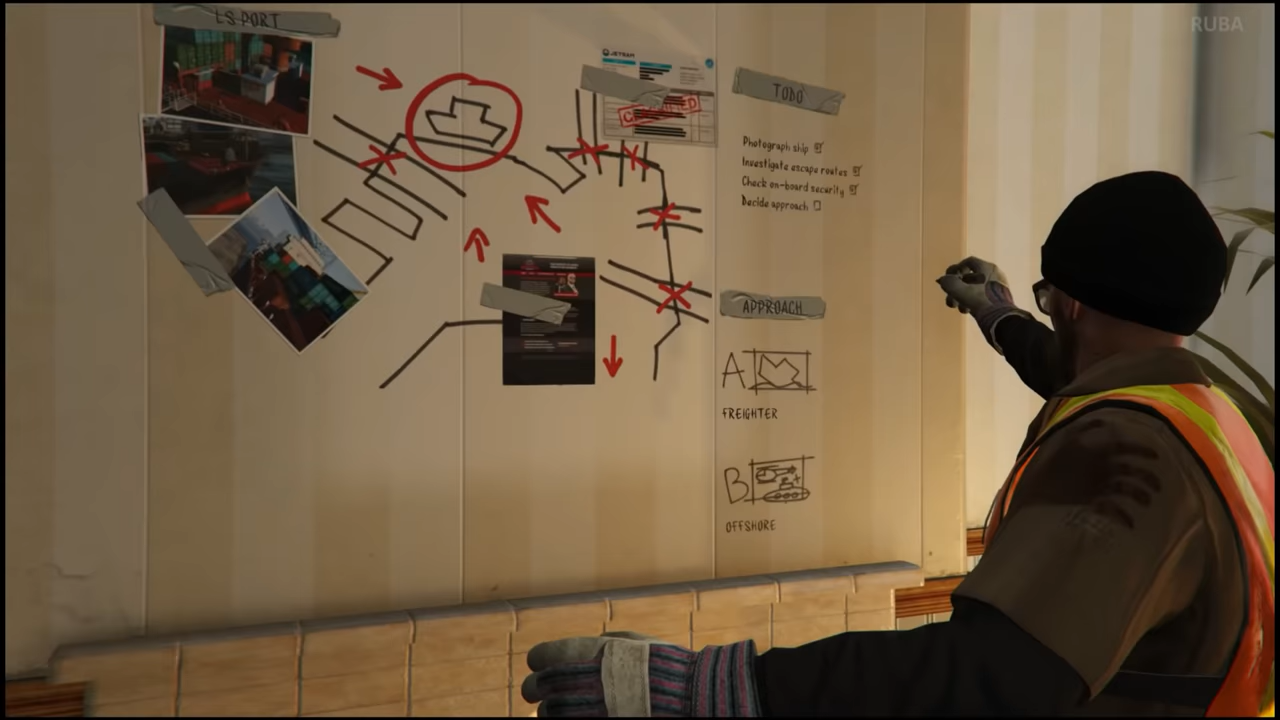 LS PORT
JETSAM
TODO
Photograph ship
Investigate escape routes
Check on-board security
Decide approach
APPROACH
A
FREIGHTER
B
OFFSHORE
RUBA